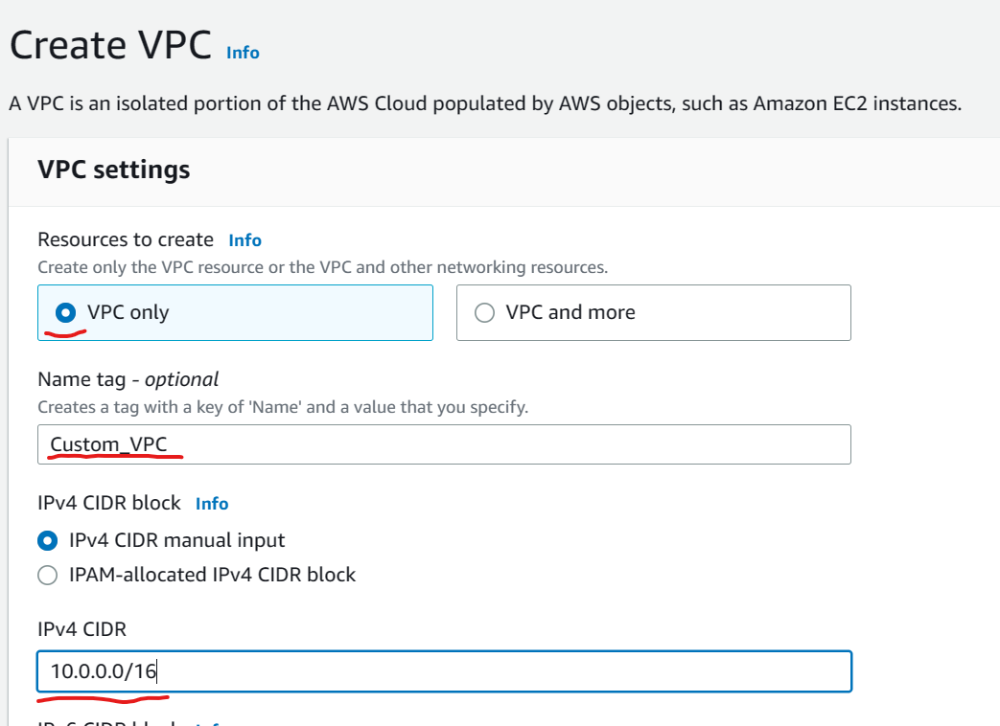 Create VPC Info
A VPC is an isolated portion of the AWS Cloud populated by AWS objects, such as Amazon EC2 instances.
VPC settings
Resources to create Info
Create only the VPC resource or the VPC and other networking resources.
VPC only VPC and more
Name tag - optional
Creates a tag with a key of 'Name' and a value that you specify.
Custom_VPC
IPv4 CIDR block Info
IPv4 CIDR manual input
IPAM-allocated IPv4 CIDR block
IPv4 CIDR
10.0.0.0/16